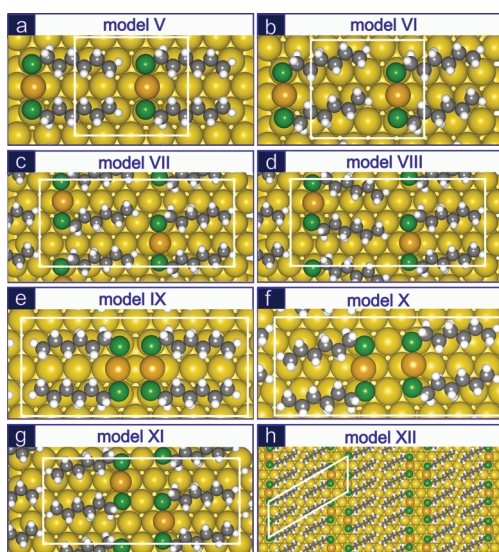 a model V
b model VI
c model VII
d model VIII
e model IX
f model X
g model XI
h model XII